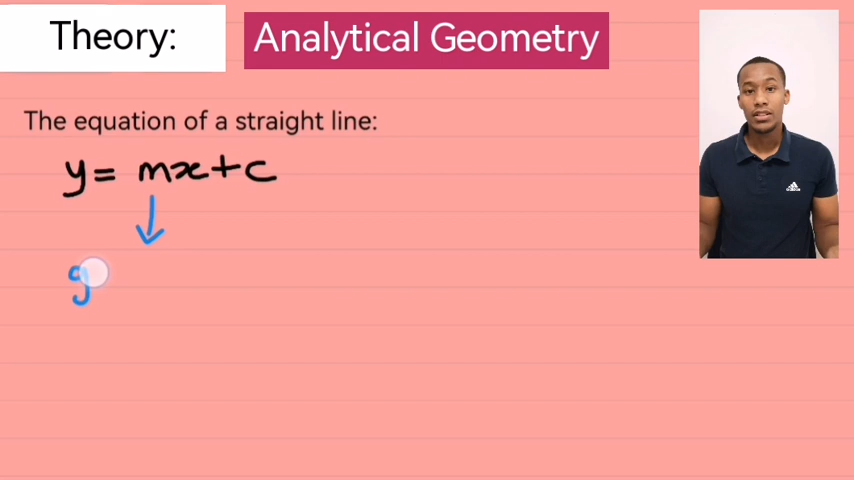 Theory:
Analytical Geometry
The equation of a straight line:
y = mx + c
g